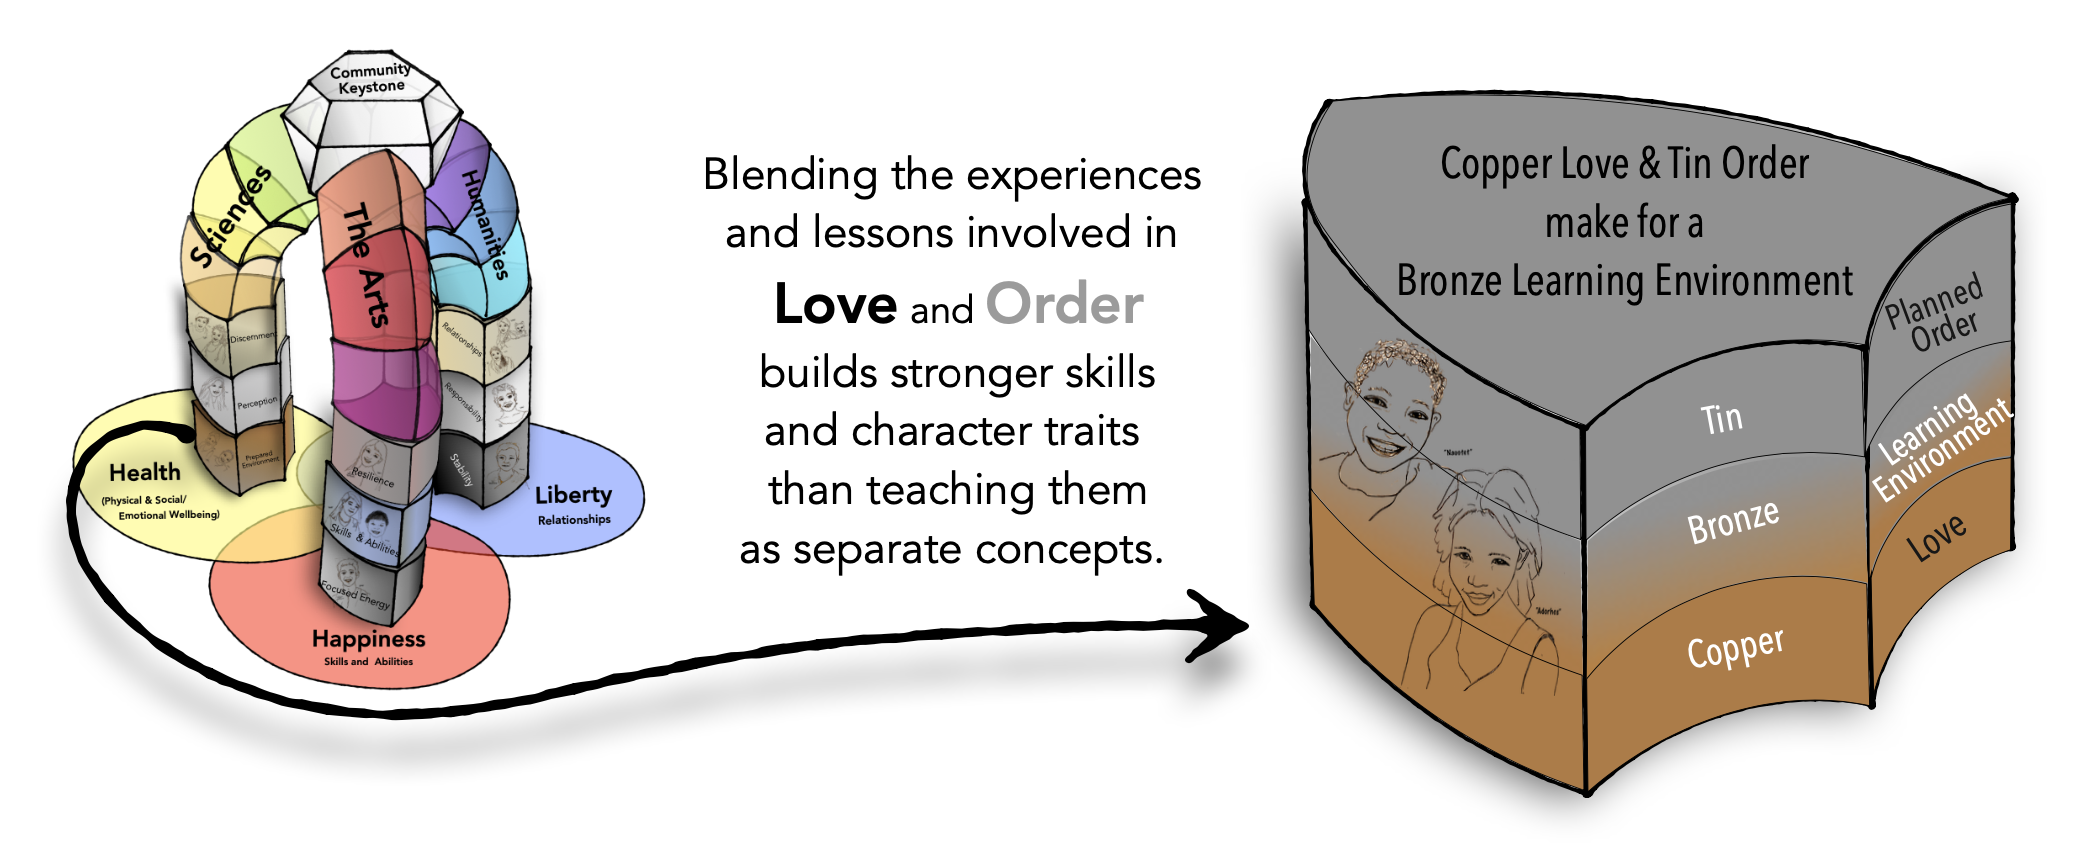 Community
Keystone
Sciences
The Arts
Humanities
Discernment
Perception
Prepared
Environment
Relationships
Responsibility
Stability
Resilience
Skills & Abilities
Focused Energy
Health
(Physical & Social/
Emotional Wellbeing)
Liberty
Relationships
Happiness
Skills and Abilities
Blending the experiences
and lessons involved in
Love and Order
builds stronger skills
and character traits
than teaching them
as separate concepts.
Copper Love & Tin Order
make for a
Bronze Learning Environment
Planned
Order
Learning
Environment
Love
Tin
Bronze
Copper
"Naustet"
"Adorhes"